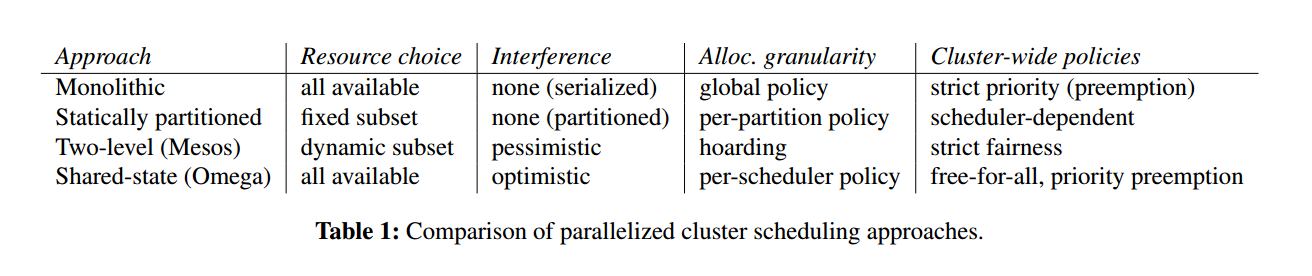 Approach Resource choice Interference Alloc. granularity Cluster-wide policies
Monolithic all available none (serialized) global policy strict priority (preemption)
Statically partitioned fixed subset none (partitioned) per-partition policy scheduler-dependent
Two-level (Mesos) dynamic subset pessimistic hoarding strict fairness
Shared-state (Omega) all available optimistic per-scheduler policy free-for-all, priority preemption
Table 1: Comparison of parallelized cluster scheduling approaches.